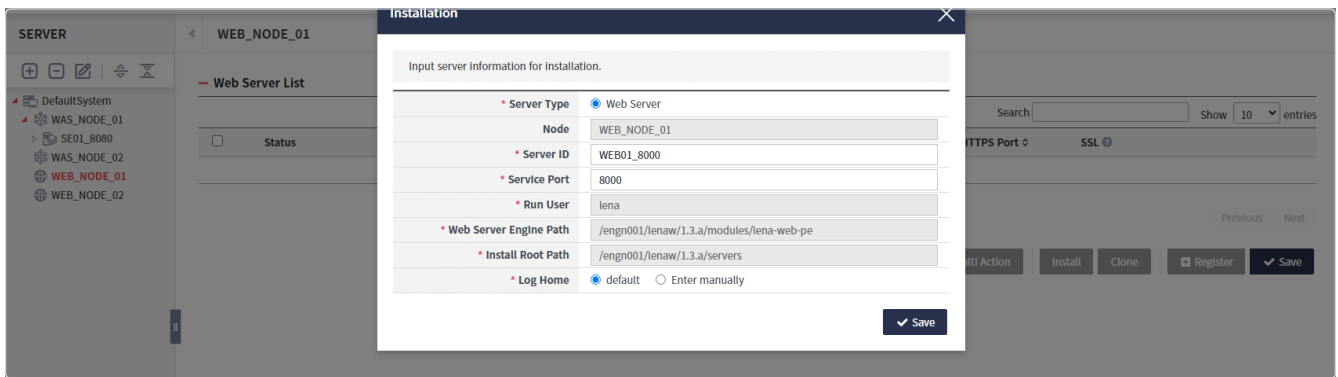 Installation
SERVER
WEB_NODE_01
Input server information for installation.
Web Server List
DefaultSystem
WAS_NODE_01
SE01_8080
WAS_NODE_02
WEB_NODE_01
WEB_NODE_02
Search
Show 10 entries
Status
HTTPS Port
SSL
* Server Type Web Server
Node WEB_NODE_01
* Server ID WEB01_8000
* Service Port 8000
* Run User lena
* Web Server Engine Path /engn001/lenaw/1.3.a/modules/lena-web-pe
* Install Root Path /engn001/lenaw/1.3.a/servers
* Log Home default Enter manually
Save
Previous Next
Action Install Clone Register Save